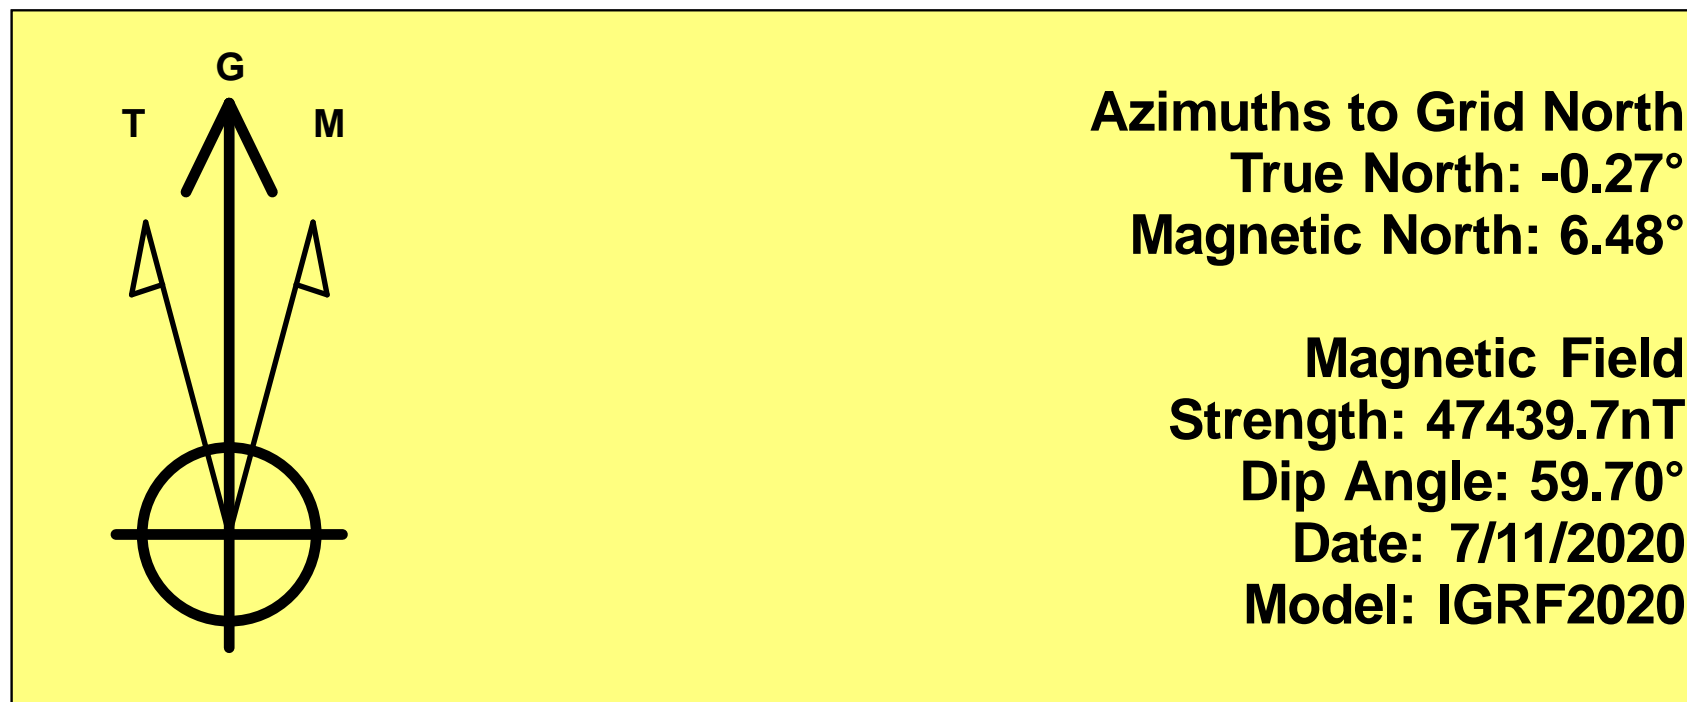 G
T M
Azimuths to Grid North
True North: -0.27°
Magnetic North: 6.48°
Magnetic Field
Strength: 47439.7nT
Dip Angle: 59.70°
Date: 7/11/2020
Model: IGRF2020